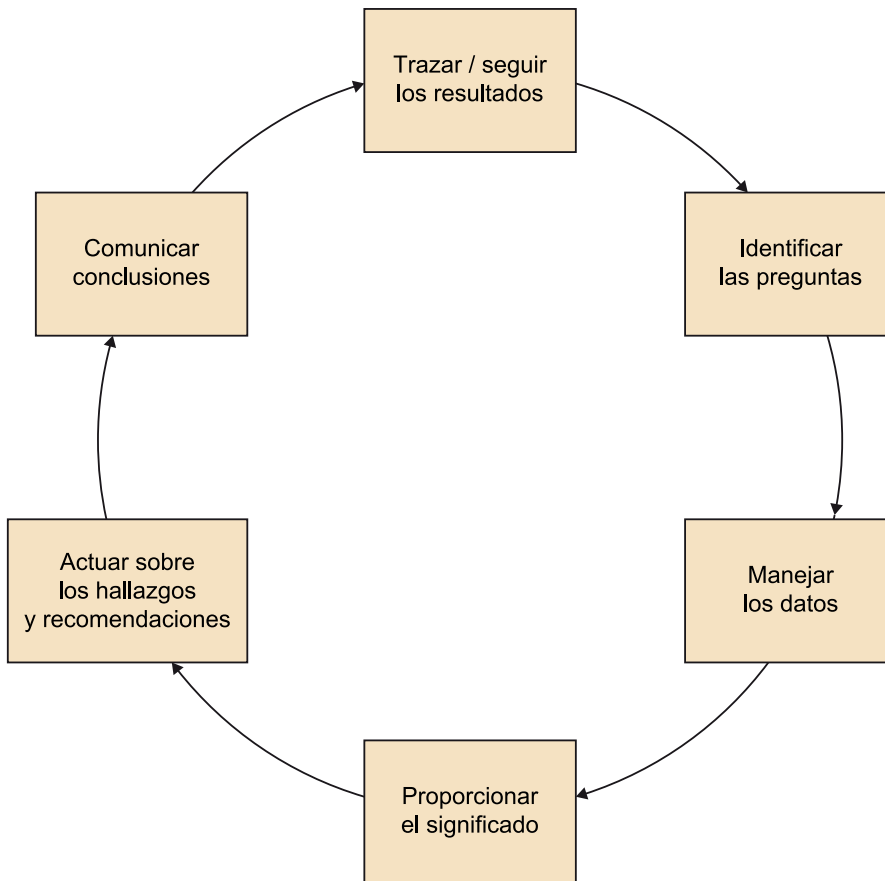 Trazar / seguir
los resultados
Identificar
las preguntas
Manejar
los datos
Proporcionar
el significado
Actuar sobre
los hallazgos
y recomendaciones
Comunicar
conclusiones